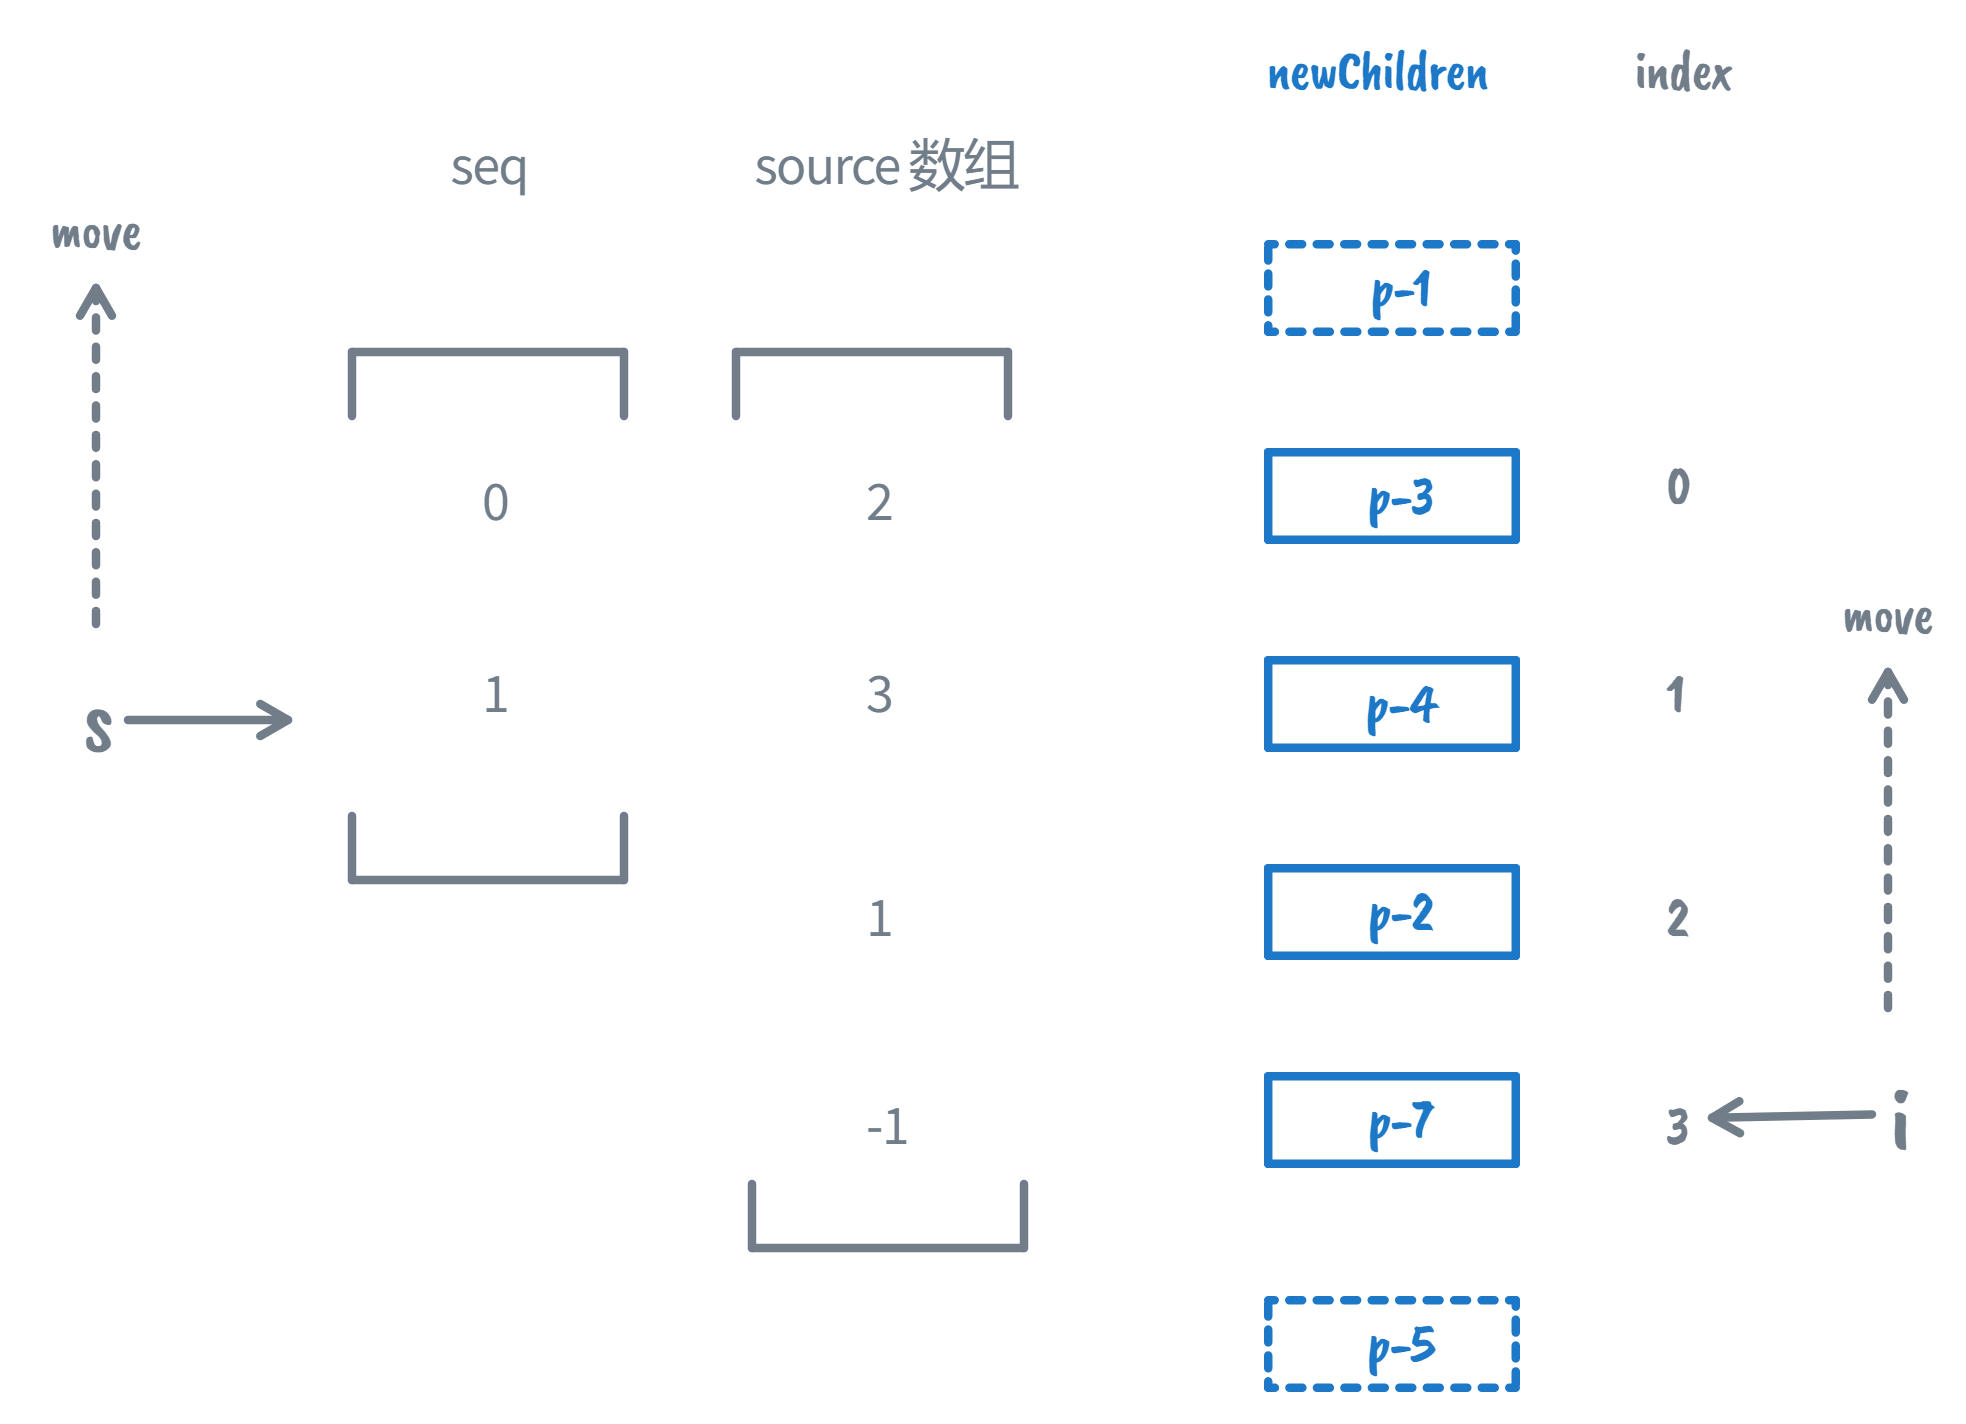 newChildren index
seq source 数组
move
p-1
0 2 p-3 0
move
s 1 3 p-4 1
1 p-2 2
-1 p-7 3 i
p-5